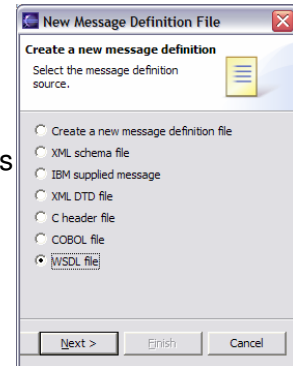 New Message Definition File
Create a new message definition
Select the message definition
source.
Create a new message definition file
XML schema file
s
IBM supplied message
XML DTD file
C header file
COBOL file
WSDL file
Next >
Finish
Cancel